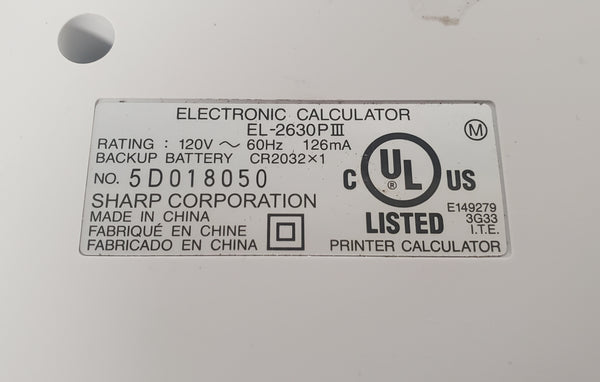 ELECTRONIC CALCULATOR
EL-2630PIII
M
RATING : 120V ~ 60Hz 126mA
BACKUP BATTERY CR2032×1
NO. 5D018050
C UL ® US
LISTED
SHARP CORPORATION
MADE IN CHINA
FABRIQUÉ EN CHINE
FABRICADO EN CHINA
E149279
3G33
I.T.E.
PRINTER CALCULATOR